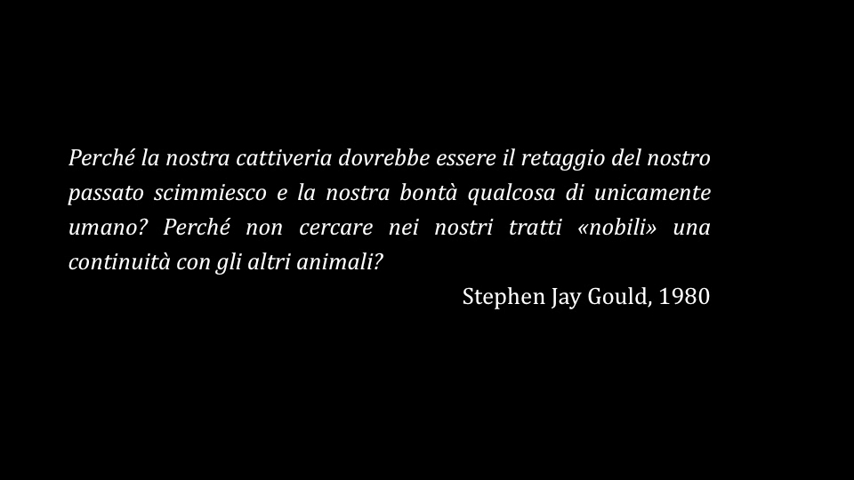 Perché la nostra cattiveria dovrebbe essere il retaggio del nostro
passato scimmiesco e la nostra bontà qualcosa di unicamente
umano? Perché non cercare nei nostri tratti «nobili» una
continuità con gli altri animali?
Stephen Jay Gould, 1980